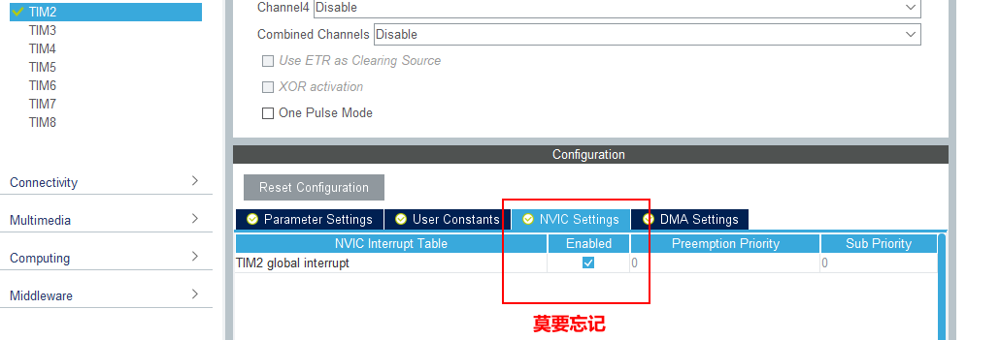 TIM2
TIM3
TIM4
TIM5
TIM6
TIM7
TIM8
Connectivity
Multimedia
Computing
Middleware
Channel4 Disable
Combined Channels Disable
Use ETR as Clearing Source
XOR activation
One Pulse Mode
Configuration
Reset Configuration
Parameter Settings User Constants NVIC Settings DMA Settings
NVIC Interrupt Table Enabled Preemption Priority Sub Priority
TIM2 global interrupt 0 0
莫要忘记